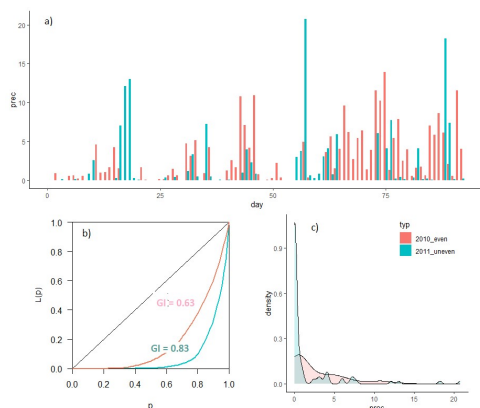 a)
20
15
prec
10
5
0
0 25 50 75
day
b)
1.0
0.8
0.6
L(p)
0.4
0.2
0.0
GI = 0.63
GI = 0.83
0.0 0.2 0.4 0.6 0.8 1.0
p
c)
typ
2010_even
2011_uneven
0.9
density
0.6
0.3
0.0
0 5 10 15 20
prec